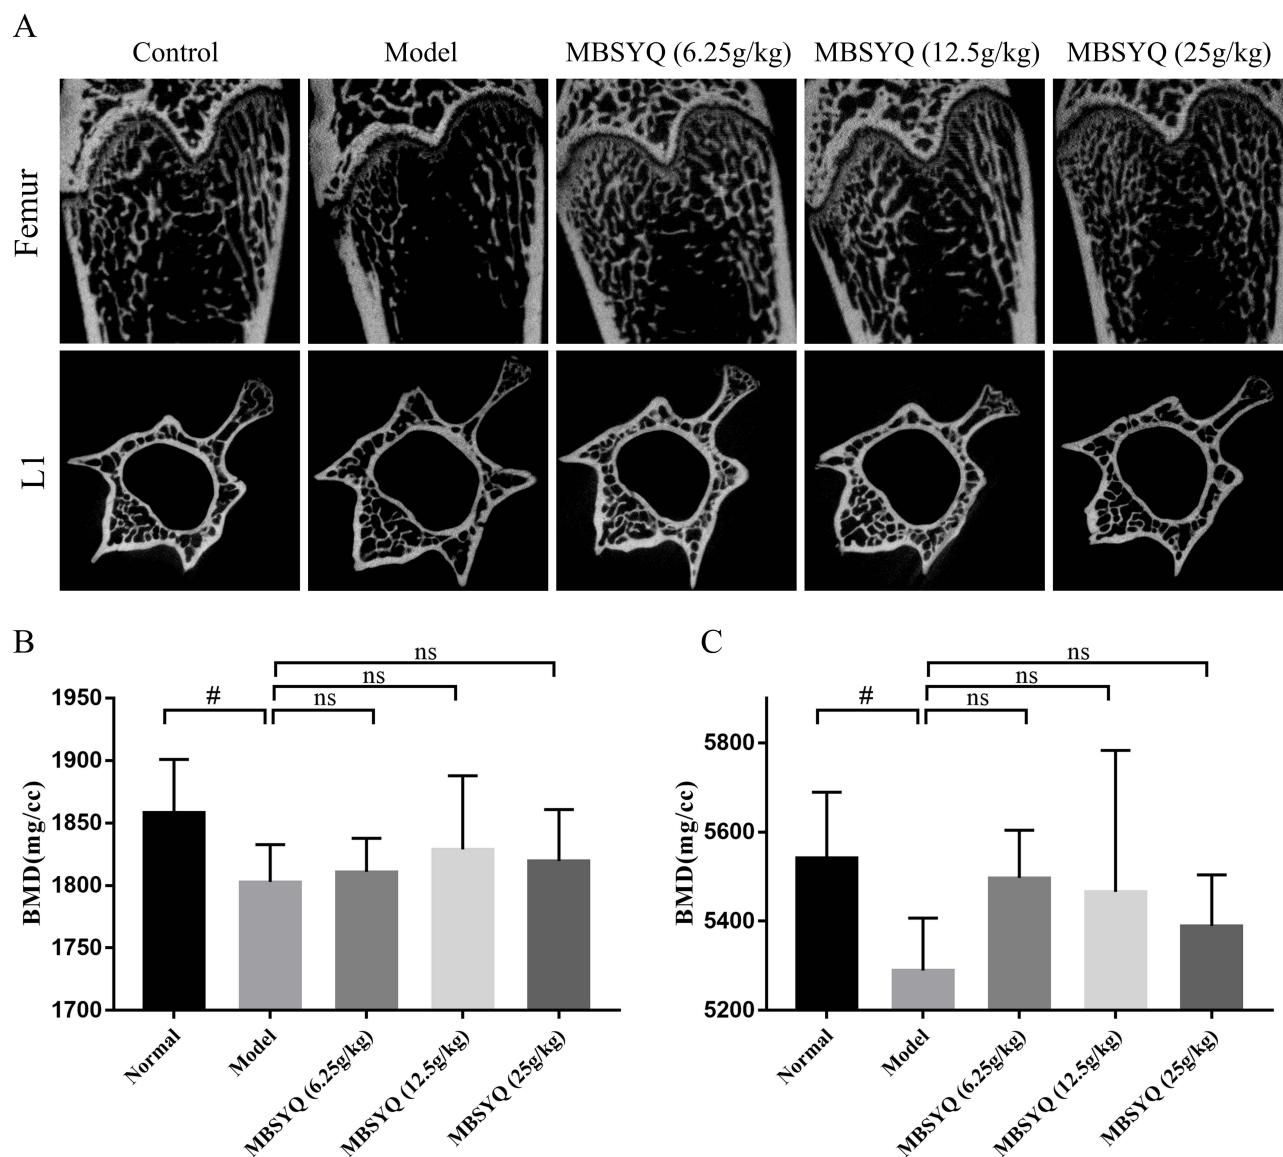 A
Control Model MBSYQ (6.25g/kg) MBSYQ (12.5g/kg) MBSYQ (25g/kg)
Femur
L1
B
ns
ns
# ns
1950
1900
1850
1800
1750
1700
BMD(mg/cc)
Normal
Model
MBSYQ (6.25g/kg)
MBSYQ (12.5g/kg)
MBSYQ (25g/kg)
C
ns
ns
# ns
5800
5600
5400
5200
BMD(mg/cc)
Normal
Model
MBSYQ (6.25g/kg)
MBSYQ (12.5g/kg)
MBSYQ (25g/kg)